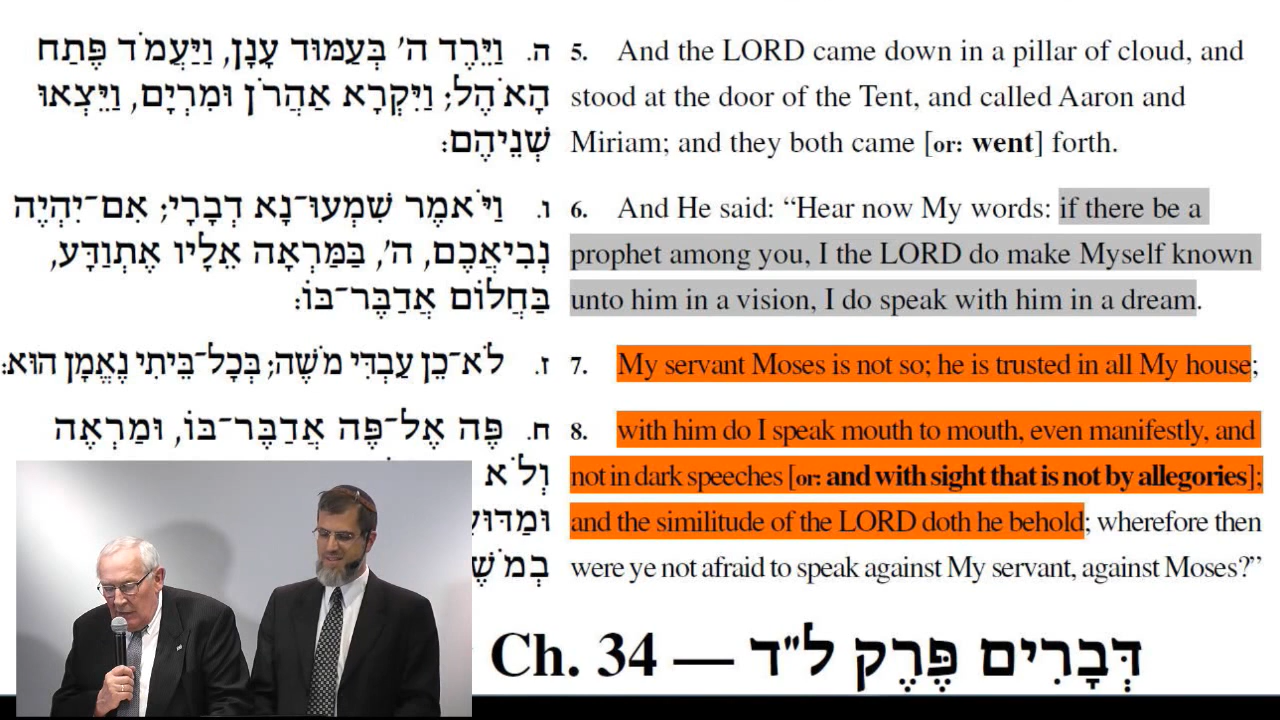 ה. וַיֵּרֶד ה' בְּעַמּוּד עָנָן, וַיַּעֲמֹד פֶּתַח
הָאֹהֶל; וַיִּקְרָא אַהֲרֹן וּמִרְיָם, וַיֵּצְאוּ
שְׁנֵיהֶם:
5. And the LORD came down in a pillar of cloud, and
stood at the door of the Tent, and called Aaron and
Miriam; and they both came [or: went] forth.
ו. וַיֹּאמֶר שִׁמְעוּ־נָא דְבָרָי; אִם־יִהְיֶה
נְבִיאֲכֶם, ה', בַּמַּרְאָה אֵלָיו אֶתְוַדָּע,
בַּחֲלוֹם אֲדַבֶּר־בּוֹ:
6. And He said: “Hear now My words: if there be a
prophet among you, I the LORD do make Myself known
unto him in a vision, I do speak with him in a dream.
ז. לֹא־כֵן עַבְדִּי מֹשֶׁה; בְּכָל־בֵּיתִי נֶאֱמָן הוּא:
7. My servant Moses is not so; he is trusted in all My house;
ח. פֶּה אֶל־פֶּה אֲדַבֶּר־בּוֹ, וּמַרְאֶה
וְלֹא
8. with him do I speak mouth to mouth, even manifestly, and
not in dark speeches [or: and with sight that is not by allegories];
and the similitude of the LORD doth he behold; wherefore then
were ye not afraid to speak against My servant, against Moses?”
Ch. 34 — דְּבָרִים פֶּרֶק ל"ד